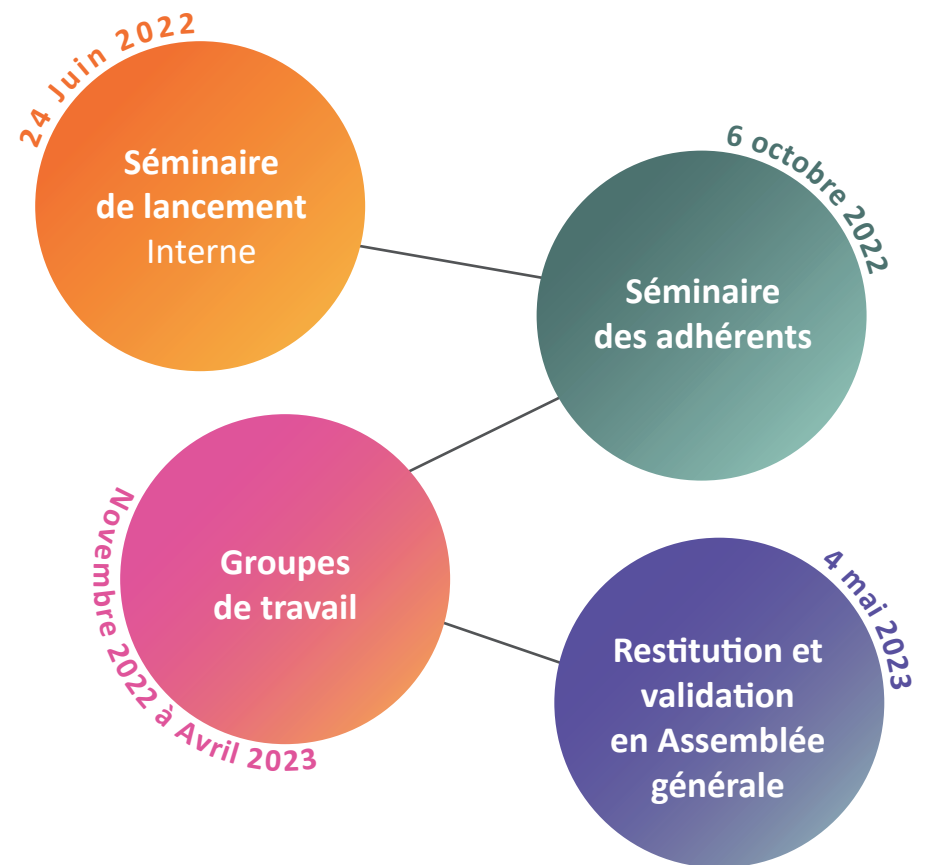 24 Juin 2022
Séminaire
de lancement
Interne
6 octobre 2022
Séminaire
des adhérents
Novembre 2022 à Avril 2023
Groupes
de travail
4 mai 2023
Restitution et
validation
en Assemblée
générale